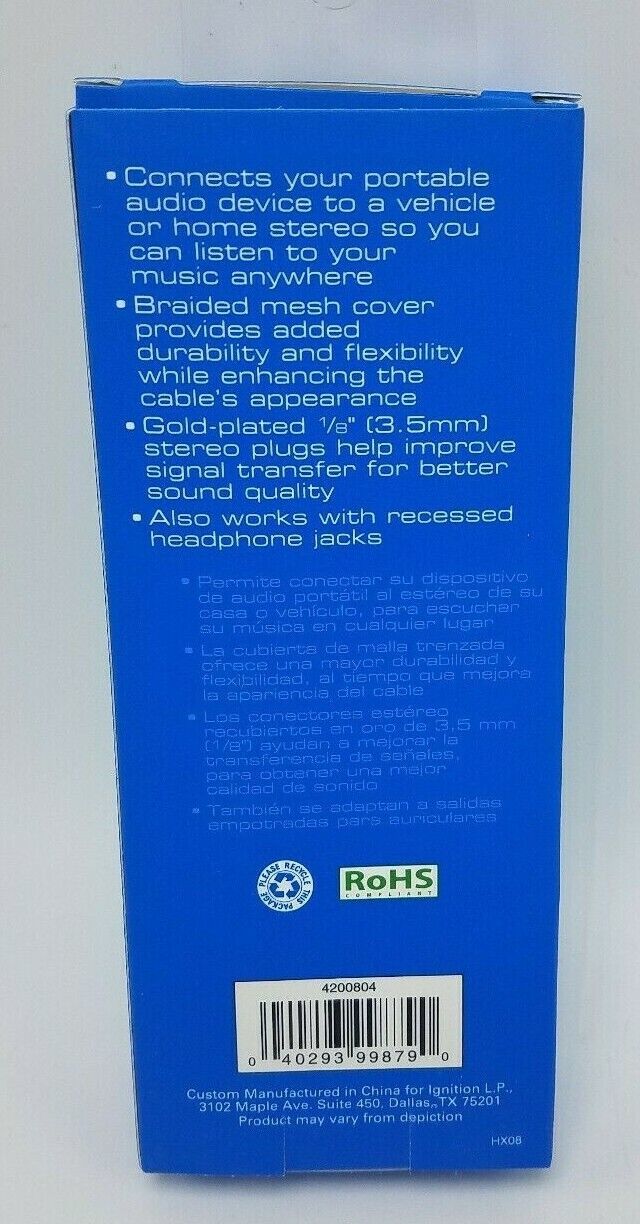 • Connects your portable
audio device to a vehicle
or home stereo so you
can listen to your
music anywhere
• Braided mesh cover
provides added
durability and flexibility
while enhancing the
cable's appearance
• Gold-plated 1/8" (3.5mm)
stereo plugs help improve
signal transfer for better
sound quality
• Also works with recessed
headphone jacks
• Permite conectar su dispositivo
de audio portátil al estéreo de su
casa o vehículo, para escuchar
su música en cualquier lugar
• La cubierta de malla trenzada
ofrece una mayor durabilidad y
flexibilidad, al tiempo que mejora
la apariencia del cable
• Los conectores estéreo
recubiertos en oro de 3,5 mm
(1/8") ayudan a mejorar la
transferencia de señales,
para obtener una mejor
calidad de sonido
• También se adaptan a salidas
empotradas para auriculares
PLEASE RECYCLE THIS PACKAGE
RoHS
COMPLIANT
4200804
0 40293 99879 0
Custom Manufactured in China for Ignition L.P.,
3102 Maple Ave. Suite 450, Dallas, TX 75201
Product may vary from depiction
HX08